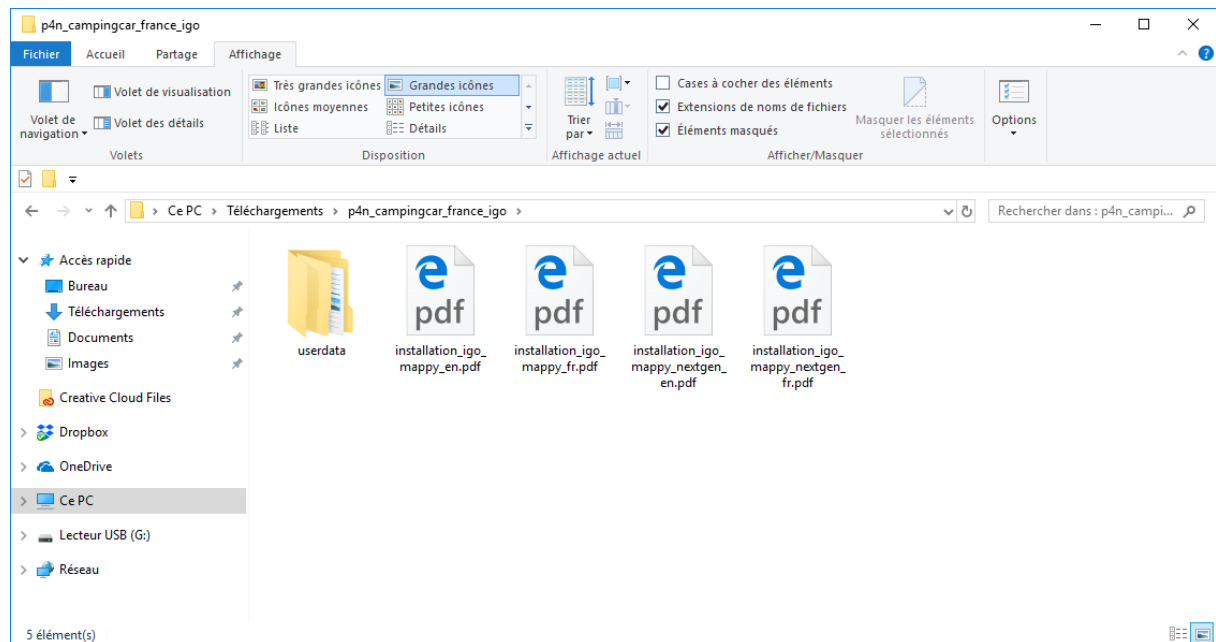 p4n_campingcar_france_igo
Fichier Accueil Partage Affichage
Volet de navigation
Volet de visualisation
Volet des détails
Volets
Très grandes icônes Grandes icônes
Icônes moyennes Petites icônes
Liste Détails
Disposition
Trier par
Affichage actuel
Cases à cocher des éléments
Extensions de noms de fichiers
Éléments masqués
Masquer les éléments
sélectionnés
Afficher/Masquer
Options
Ce PC > Téléchargements > p4n_campingcar_france_igo >
Rechercher dans : p4n_campi...
Accès rapide
Bureau
Téléchargements
Documents
Images
Creative Cloud Files
Dropbox
OneDrive
Ce PC
Lecteur USB (G:)
Réseau
pdf pdf pdf pdf
userdata
installation_igo_
mappy_en.pdf
installation_igo_
mappy_fr.pdf
installation_igo_
mappy_nextgen_
en.pdf
installation_igo_
mappy_nextgen_
fr.pdf
5 élément(s)